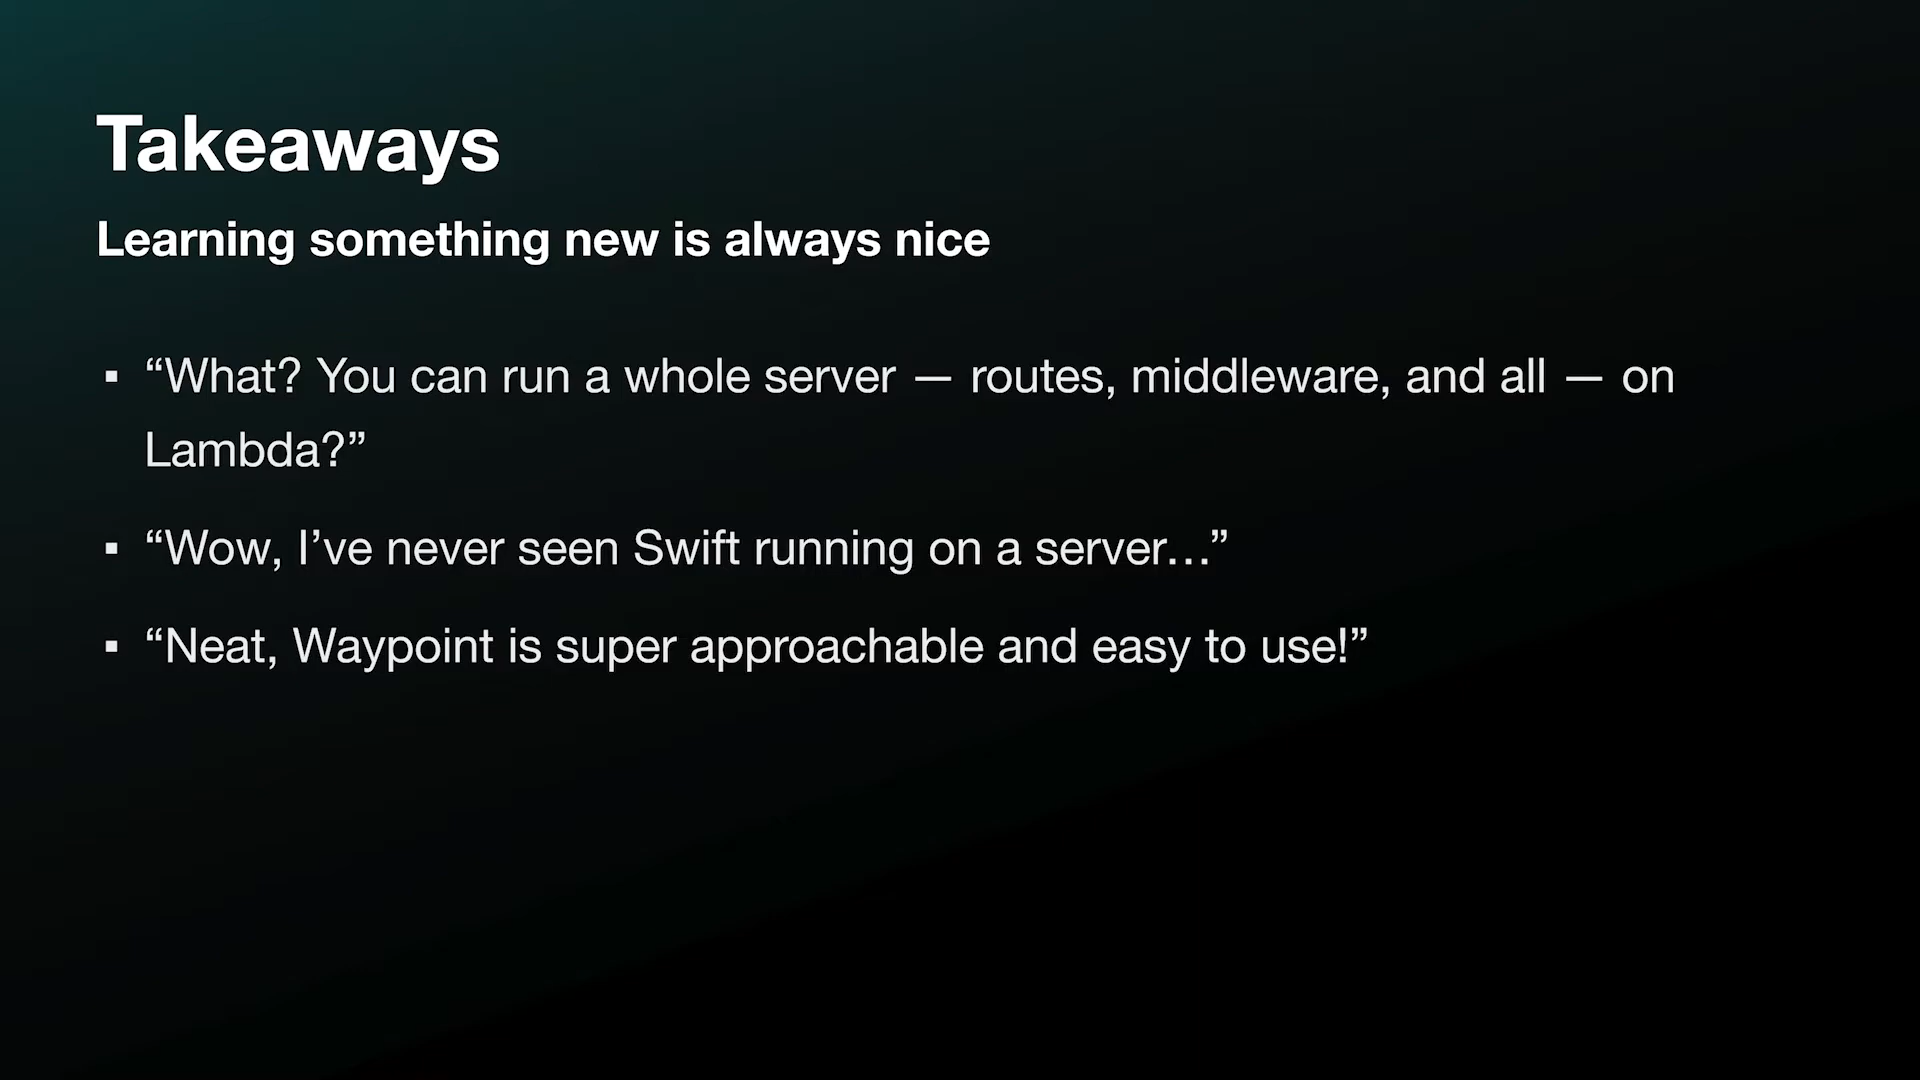 Takeaways
Learning something new is always nice
▪ “What? You can run a whole server — routes, middleware, and all — on
Lambda?”
▪ “Wow, I’ve never seen Swift running on a server…”
▪ “Neat, Waypoint is super approachable and easy to use!”